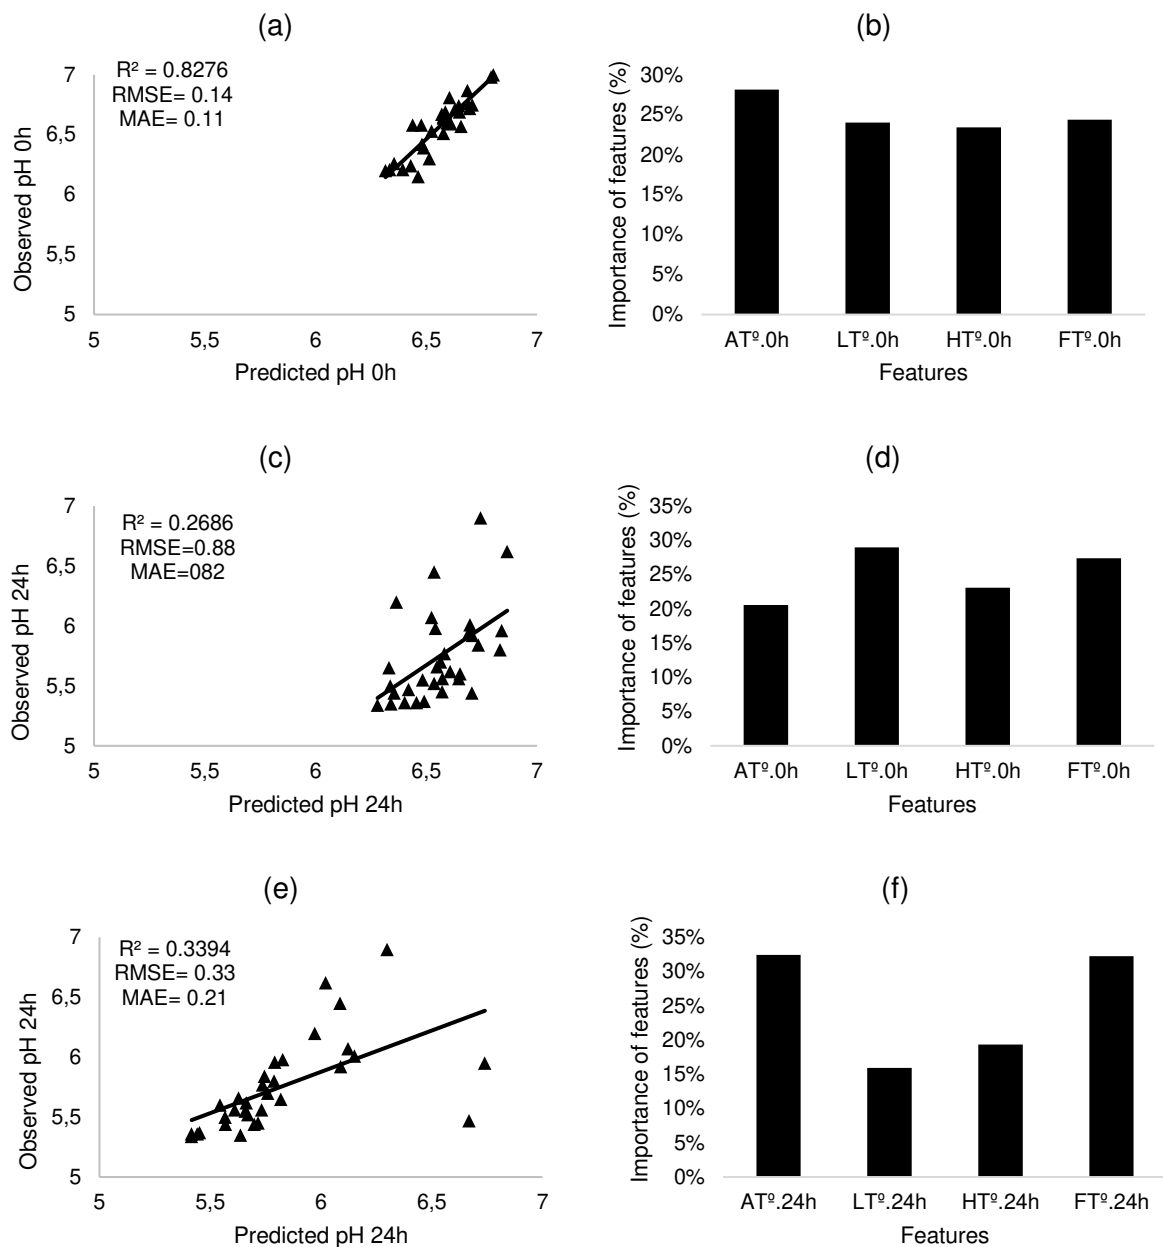 (a)
R² = 0.8276
RMSE= 0.14
MAE= 0.11
Observed pH 0h
7
6,5
6
5,5
5
5 5,5 6 6,5 7
Predicted pH 0h
(b)
Importance of features (%)
30%
25%
20%
15%
10%
5%
0%
ATº.0h LTº.0h HTº.0h FTº.0h
Features
(c)
R² = 0.2686
RMSE=0.88
MAE=082
Observed pH 24h
7
6,5
6
5,5
5
5 5,5 6 6,5 7
Predicted pH 24h
(d)
Importance of features (%)
35%
30%
25%
20%
15%
10%
5%
0%
ATº.0h LTº.0h HTº.0h FTº.0h
Features
(e)
R² = 0.3394
RMSE= 0.33
MAE= 0.21
Observed pH 24h
7
6,5
6
5,5
5
5 5,5 6 6,5 7
Predicted pH 24h
(f)
Importance of features (%)
35%
30%
25%
20%
15%
10%
5%
0%
ATº.24h LTº.24h HTº.24h FTº.24h
Features